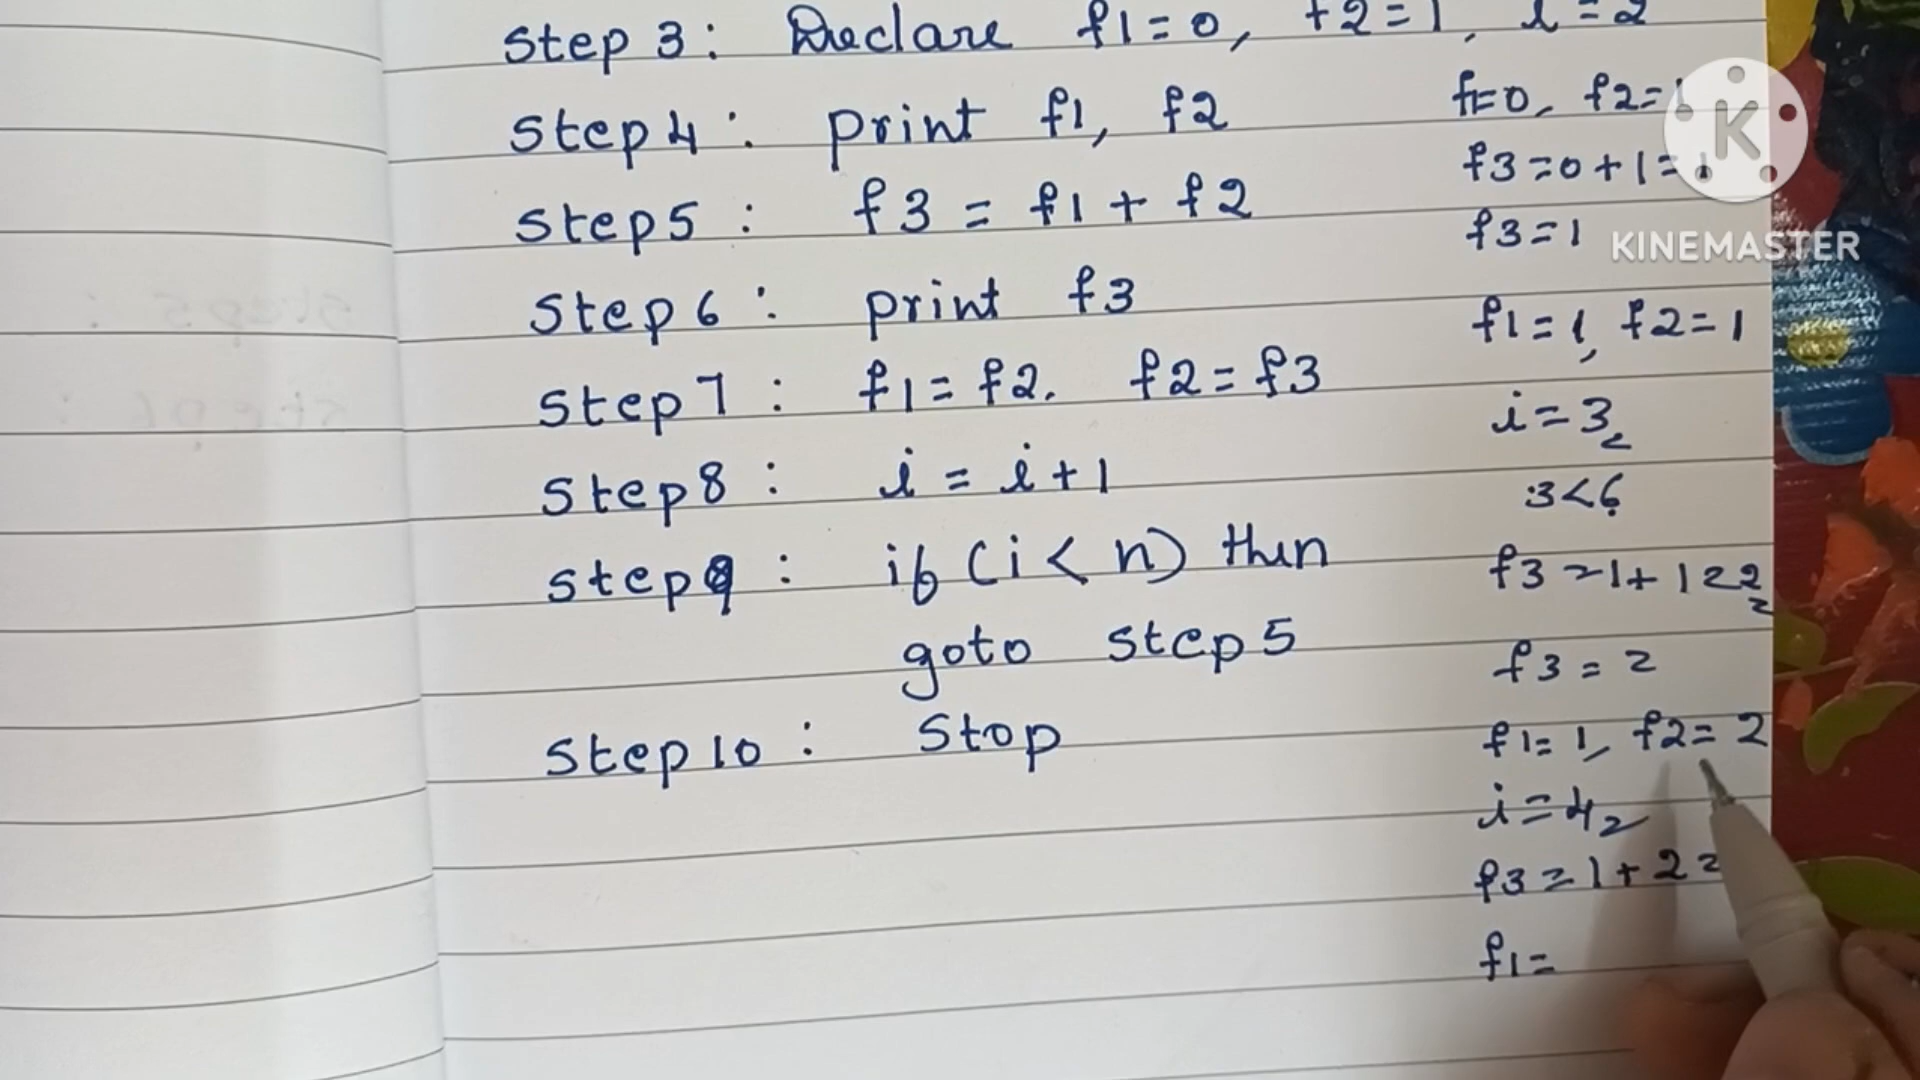 Step 3: Declare f1=0, f2=1, i=2
Step 4: print f1, f2
Step5: f3 = f1 + f2
Step 6: print f3
Step 7: f1 = f2. f2 = f3
Step 8: i = i + 1
Step 9: if (i < n) then
goto step 5
Step 10: Stop
f1=0, f2=1
f3=0+1=1
f3=1
f1=1, f2=1
i=3
3<6
f3=1+1=2
f3=2
f1=1, f2=2
i=4
f3=1+2=
f1=
K
KINEMASTER